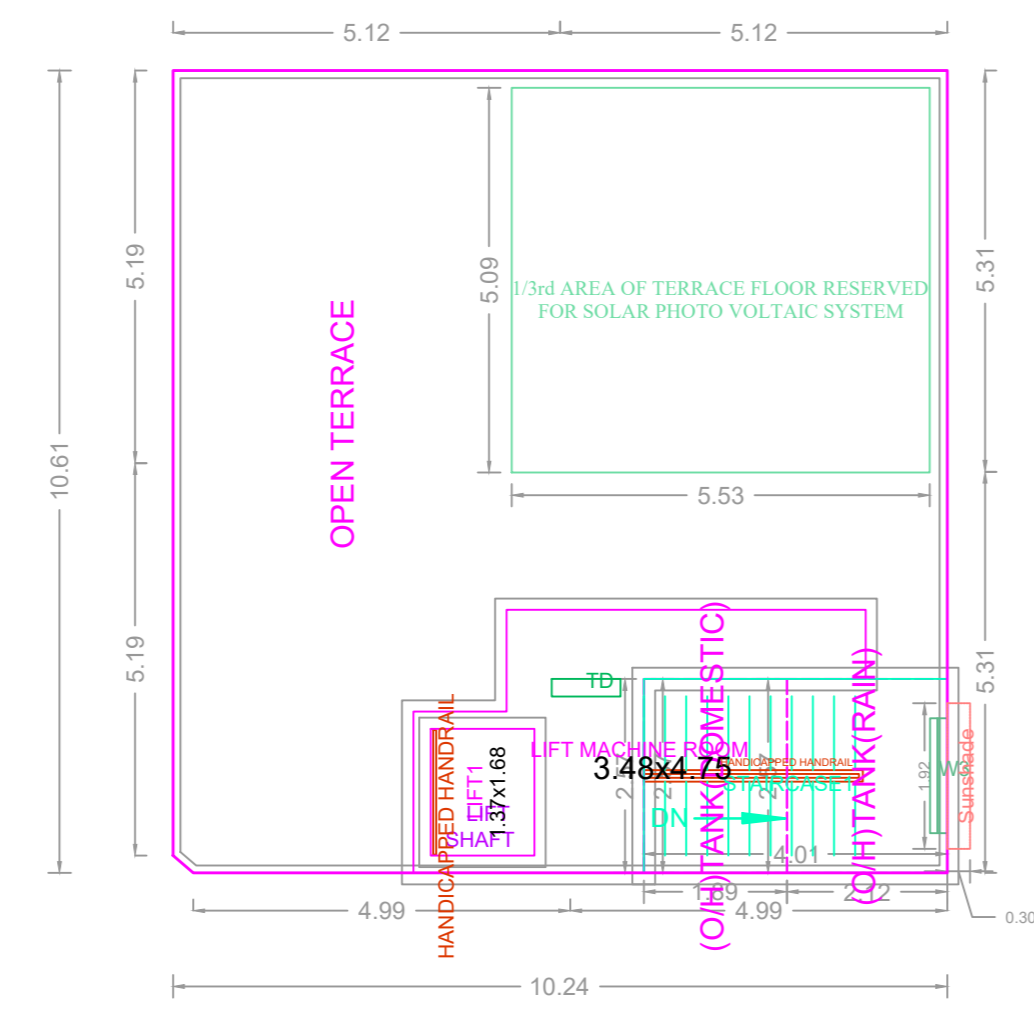 5.12
5.12
5.19
5.09
5.31
1/3rd AREA OF TERRACE FLOOR RESERVED
FOR SOLAR PHOTO VOLTAIC SYSTEM
OPEN TERRACE
10.61
5.53
5.19
5.31
TD
(O/H)TANK(DOMESTIC)
(O/H)TANK(RAIN)
HANDICAPPED HANDRAIL
LIFT MACHINE ROOM
3.48x4.75
HANDICAPPED HANDRAIL
STAIRCASE1
LIFT1
LIFT
SHAFT
1.37x1.68
DN
1.92
Sunshade
4.01
1.89
2.12
4.99
4.99
0.30
10.24